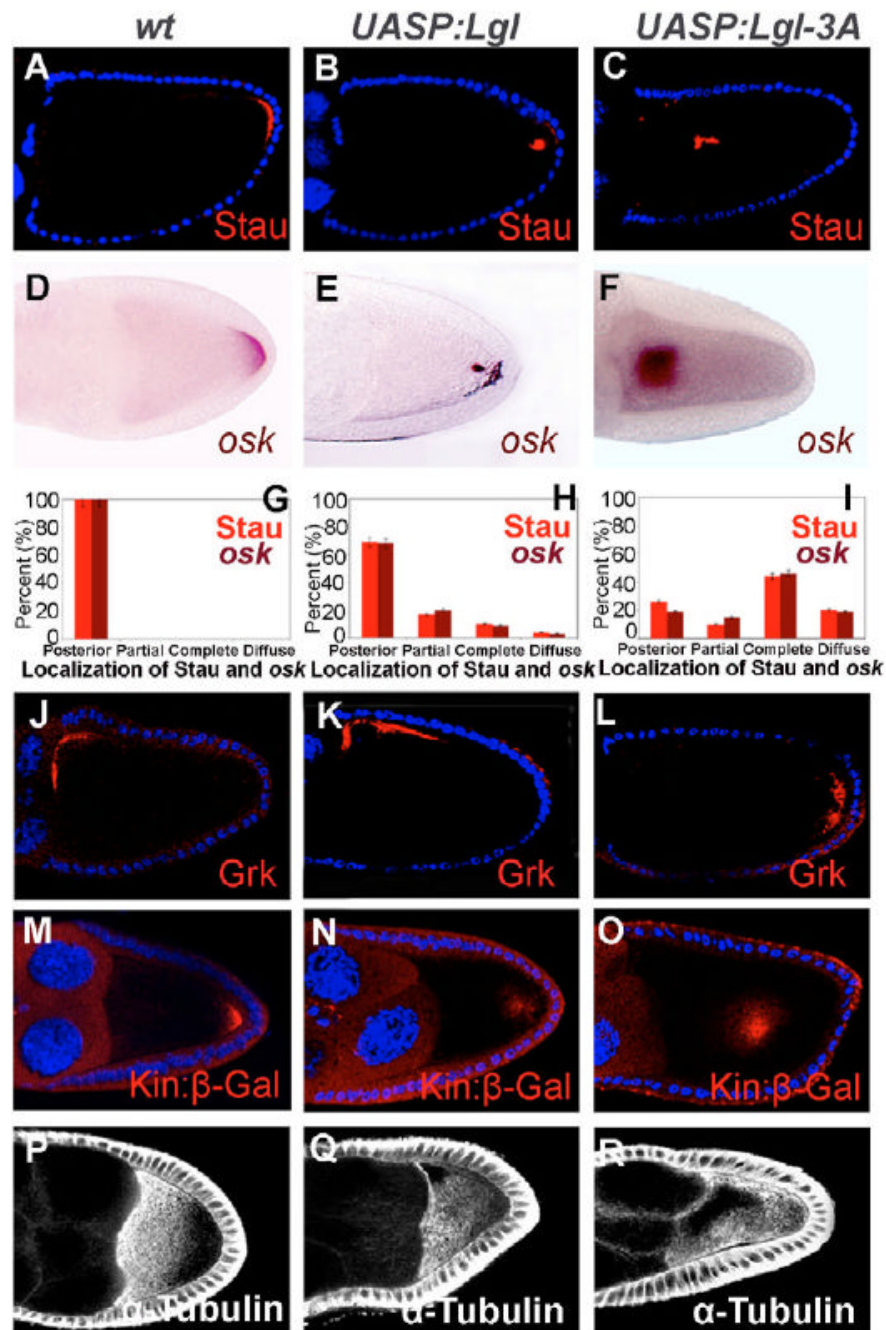 wt UASP:Lgl UASP:Lgl-3A
A B C
Stau Stau Stau
D E F
osk osk osk
G H I
100 80 60 40 20 0
Percent (%)
Stau
osk
Posterior Partial Complete Diffuse
Localization of Stau and osk
100 80 60 40 20 0
Percent (%)
Stau
osk
Posterior Partial Complete Diffuse
Localization of Stau and osk
100 80 60 40 20 0
Percent (%)
Stau
osk
Posterior Partial Complete Diffuse
Localization of Stau and osk
J K L
Grk Grk Grk
M N O
Kin:β-Gal Kin:β-Gal Kin:β-Gal
P Q R
α-Tubulin α-Tubulin α-Tubulin